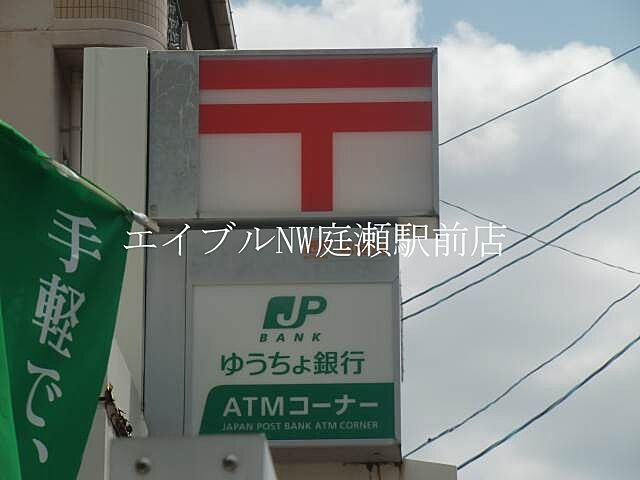 エイブルNW庭瀬駅前店
JP
BANK
ゆうちょ銀行
ATMコーナー
JAPAN POST BANK ATM CORNER
手軽で、